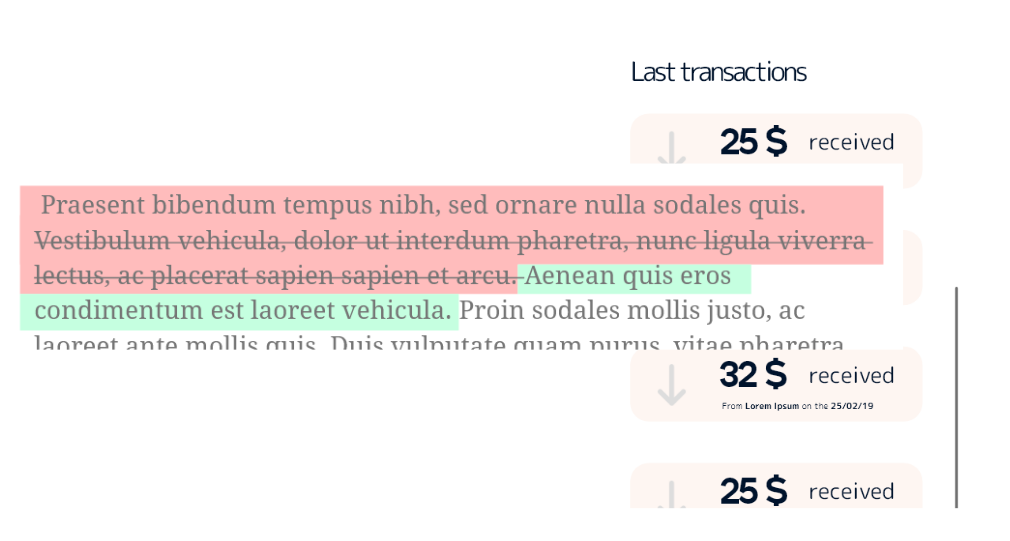 Last transactions
25 $ received
Praesent bibendum tempus nibh, sed ornare nulla sodales quis.
Vestibulum vehicula, dolor ut interdum pharetra, nunc ligula viverra
lectus, ac placerat sapien sapien et arcu. Aenean quis eros
condimentum est laoreet vehicula. Proin sodales mollis justo, ac
laoreet ante mollis quis. Duis vulputate quam purus, vitae pharetra
32 $ received
From Lorem Ipsum on the 25/02/19
25 $ received